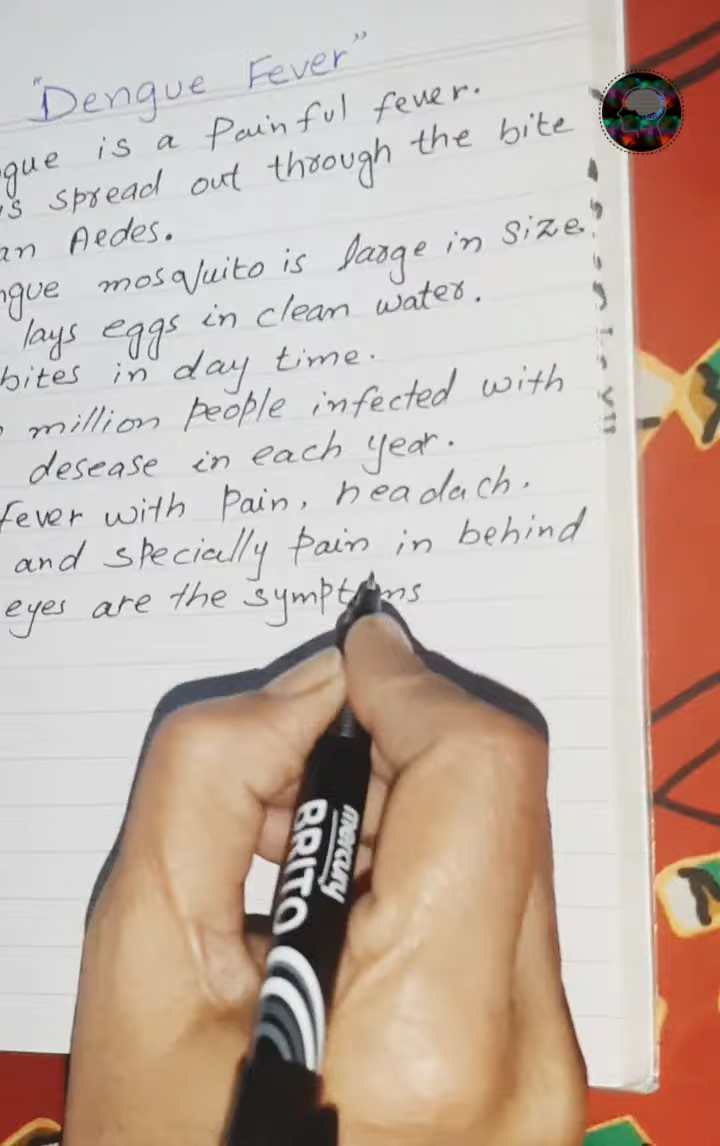 "Dengue Fever"
gue is a Painful fever.
is spread out through the bite
an Aedes.
ngue mosquito is large in size.
lays eggs in clean water.
bites in day time.
million people infected with
desease in each year.
fever with Pain, headach.
and specially pain in behind
eyes are the symptoms
mercury
BRITO